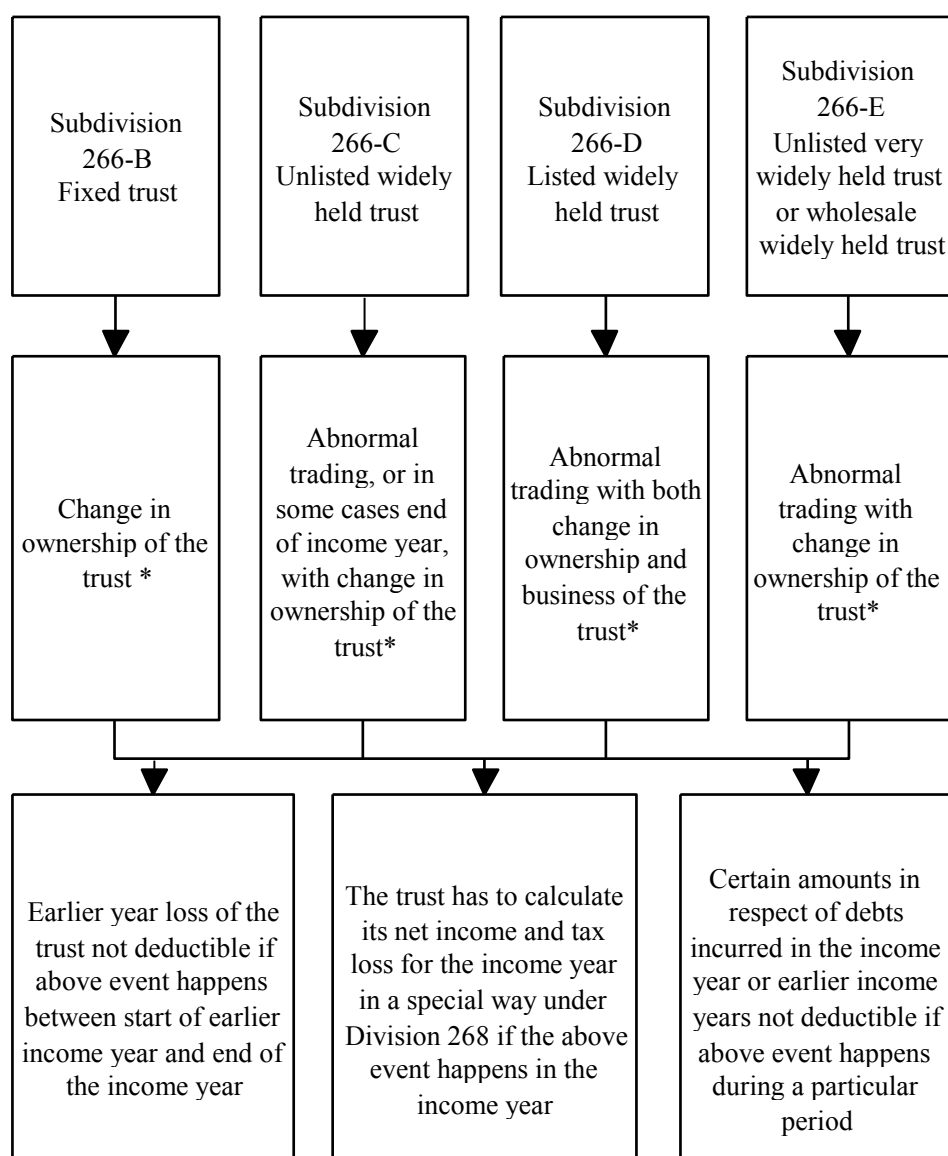 Subdivision
266-B
Fixed trust
Subdivision
266-C
Unlisted widely
held trust
Subdivision
266-D
Listed widely
held trust
Subdivision
266-E
Unlisted very
widely held trust
or wholesale
widely held trust
Change in
ownership of the
trust *
Abnormal
trading, or in
some cases end
of income year,
with change in
ownership of the
trust*
Abnormal
trading with both
change in
ownership and
business of the
trust*
Abnormal
trading with
change in
ownership of the
trust*
Earlier year loss of the
trust not deductible if
above event happens
between start of earlier
income year and end of
the income year
The trust has to calculate
its net income and tax
loss for the income year
in a special way under
Division 268 if the above
event happens in the
income year
Certain amounts in
respect of debts
incurred in the income
year or earlier income
years not deductible if
above event happens
during a particular
period